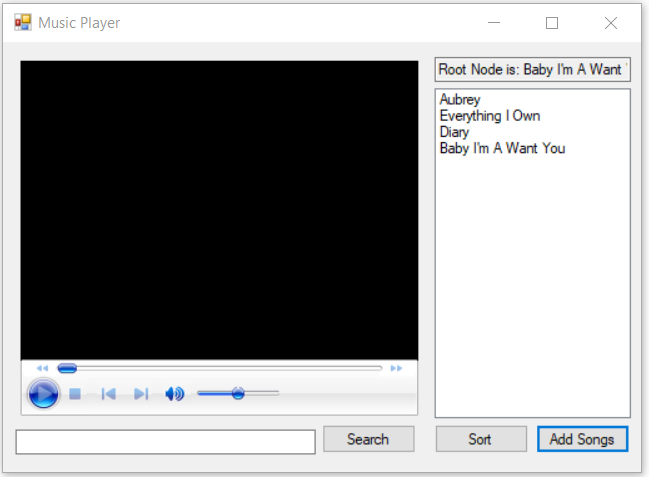 Music Player
Root Node is: Baby I'm A Want
Aubrey
Everything I Own
Diary
Baby I'm A Want You
Search
Sort
Add Songs